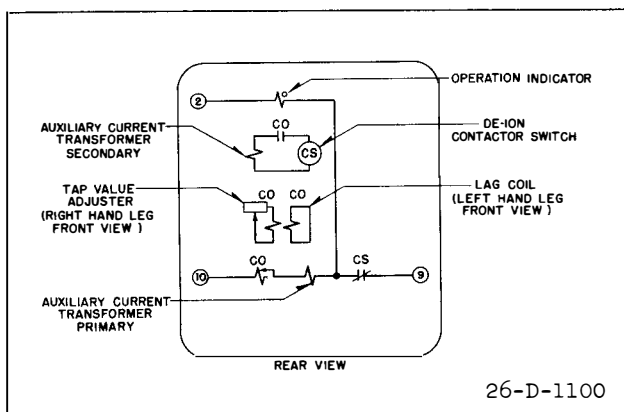 OPERATION INDICATOR
2
CO
AUXILIARY CURRENT
TRANSFORMER
SECONDARY
CS
DE-ION
CONTACTOR SWITCH
TAP VALUE
ADJUSTER
(RIGHT HAND LEG
FRONT VIEW )
CO
CO
LAG COIL
(LEFT HAND LEG
FRONT VIEW)
10
CO
CS
9
AUXILIARY CURRENT
TRANSFORMER
PRIMARY
REAR VIEW
26-D-1100